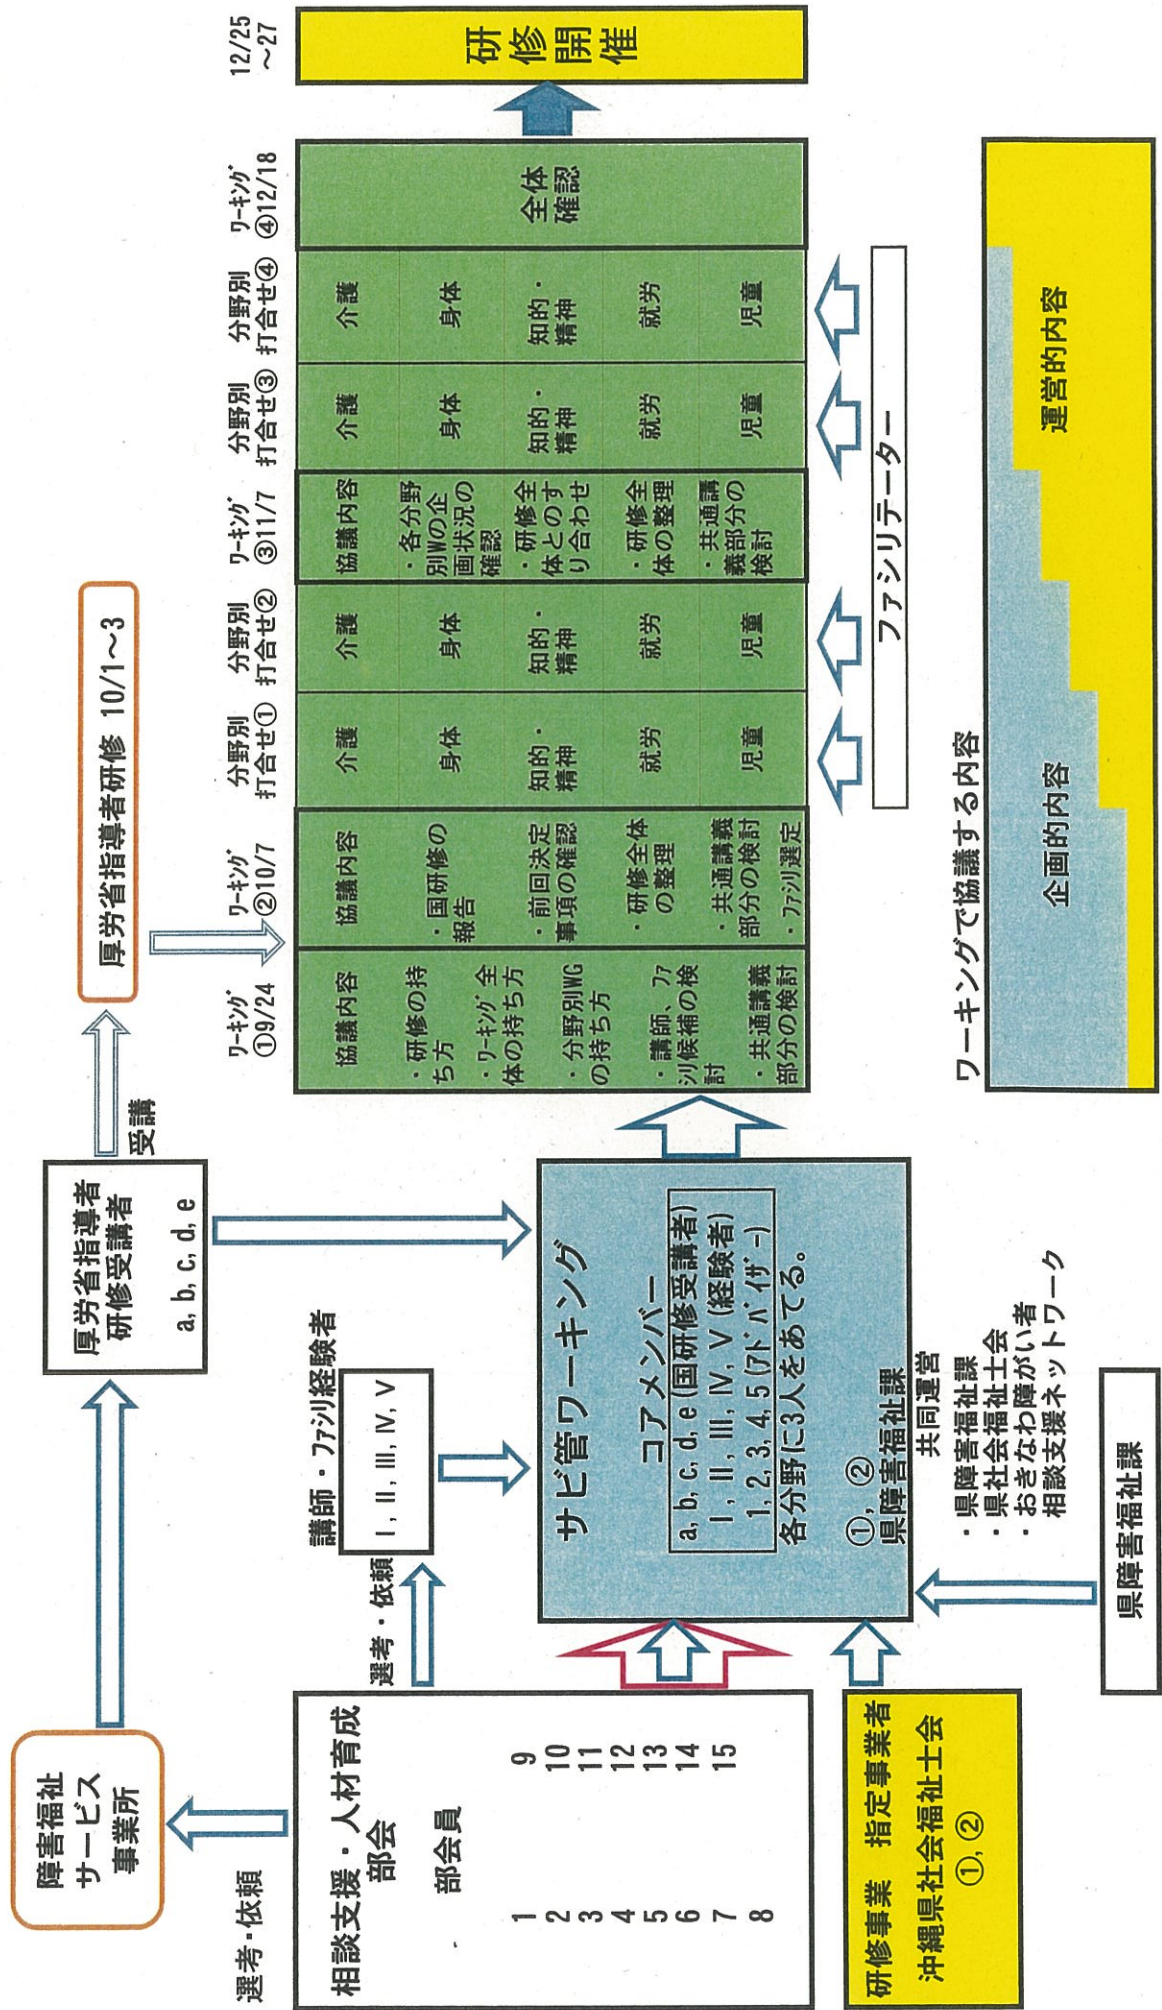 障害福祉
サービス
事業所
選考・依頼
相談支援・人材育成
部会
部会員
1
2
3
4
5
6
7
8
9
10
11
12
13
14
15
研修事業 指定事業者
沖縄県社会福祉士会
①,②
厚労省指導者
研修受講者
a, b, c, d, e
受講
厚労省指導者研修 10/1～3
選考・依頼
講師・ファシリ経験者
Ⅰ, Ⅱ, Ⅲ, Ⅳ, Ⅴ
サビ管ワーキング
コアメンバー
a, b, c, d, e (国研修受講者)
Ⅰ, Ⅱ, Ⅲ, Ⅳ, Ⅴ (経験者)
1, 2, 3, 4, 5 (アドバイザー)
各分野に3人をあてる。
①, ②
県障害福祉課
共同運営
・県障害福祉課
・県社会福祉士会
・おきなわ障がい者
相談支援ネットワーク
県障害福祉課
ワーキング
①9/24
協議内容
・研修の持
ち方
・ワーキング全
体の持ち方
・分野別WG
の持ち方
・講師、ファ
シリ候補の検
討
・共通講義
部分の検討
ワーキング
②10/7
協議内容
・国研修の
報告
・前回決定
事項の確認
・研修全体
の整理
・共通講義
部分の検討
・ファシリ選定
分野別
打合せ①
介護
身体
知的・
精神
就労
児童
分野別
打合せ②
介護
身体
知的・
精神
就労
児童
ワーキング
③11/7
協議内容
・各分野
別Wの企
画状況の
確認
・研修全
体とのす
り合わせ
・研修全
体の整理
・共通講
義部分の
検討
分野別
打合せ③
介護
身体
知的・
精神
就労
児童
分野別
打合せ④
介護
身体
知的・
精神
就労
児童
ワーキング
④12/18
全体
確認
12/25
～27
研修開催
ファシリテーター
ワーキングで協議する内容
企画的内容
運営的内容